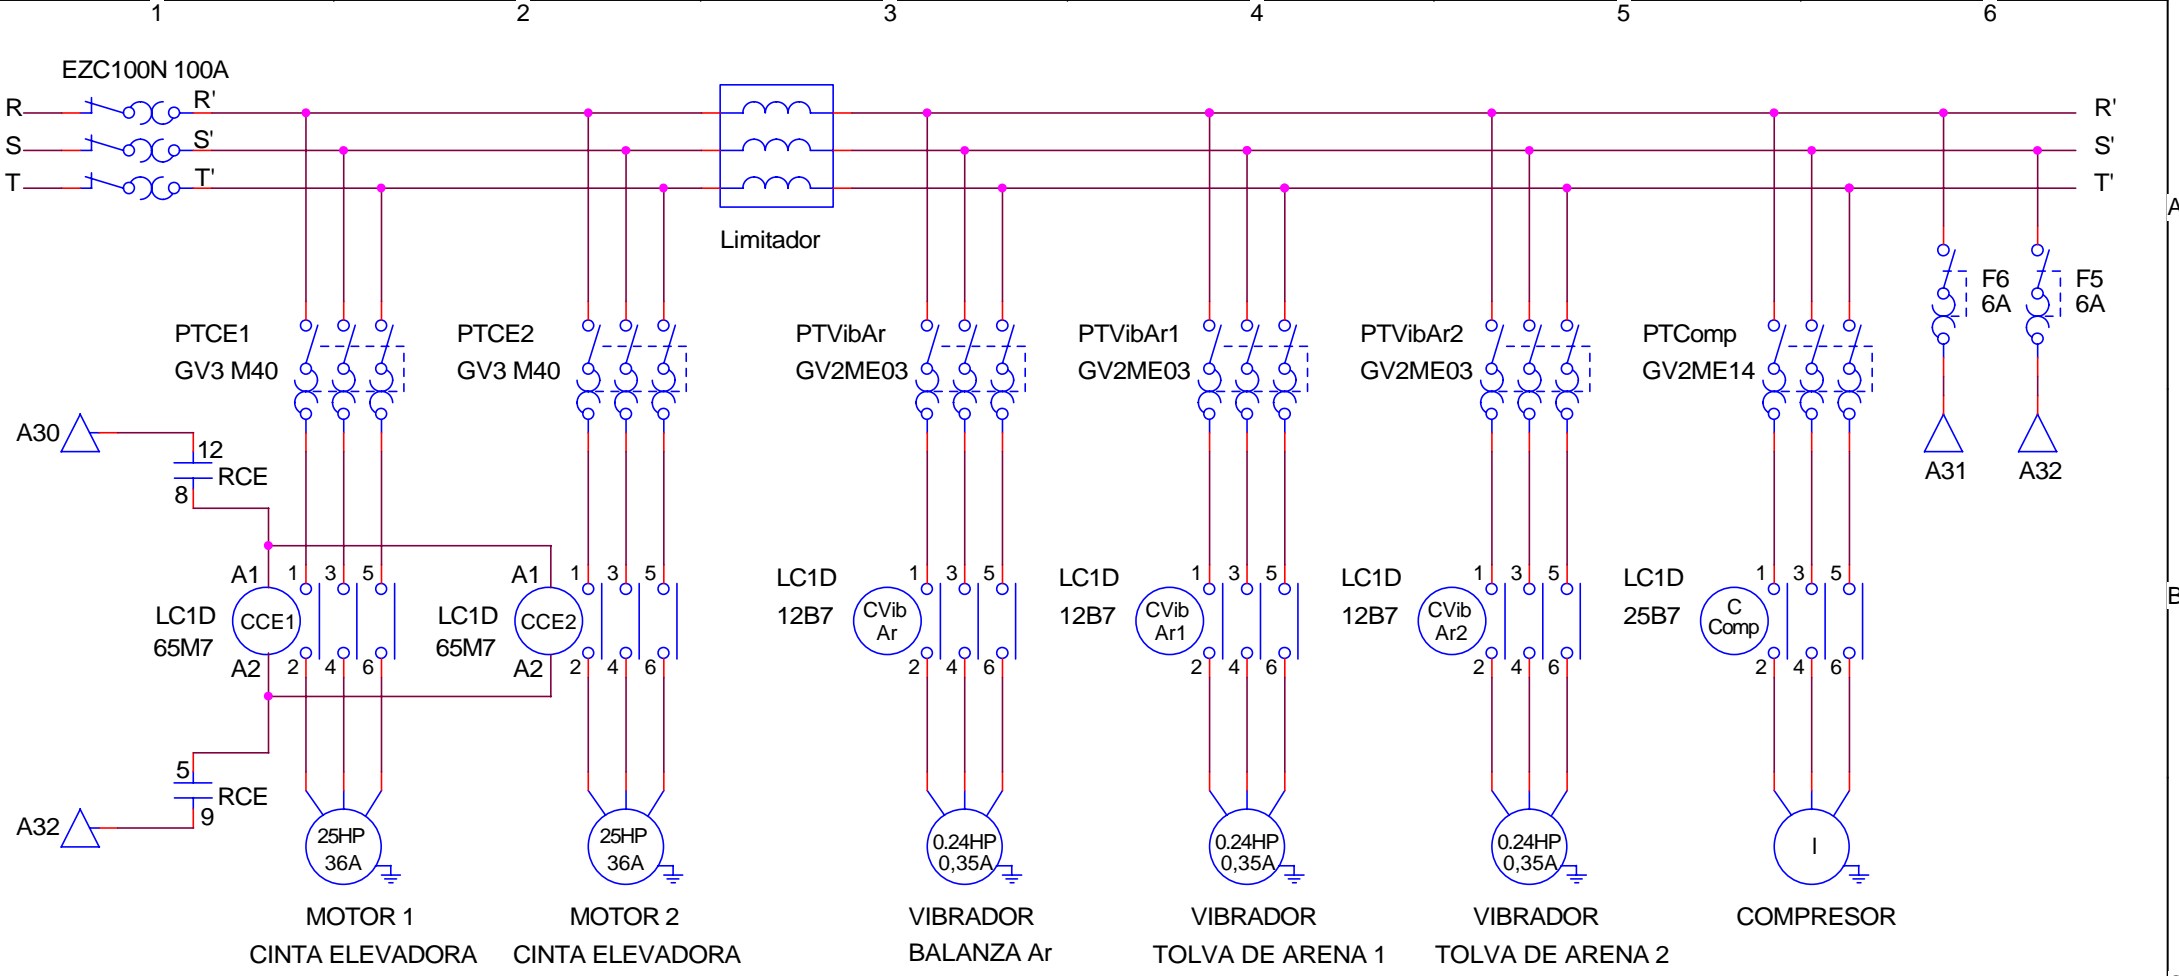 1 2 3 4 5 6
EZC100N 100A
R R' R'
S S' S'
T T' T'
A
Limitador
F6 F5
6A 6A
PTCE1 PTCE2 PTVibAr PTVibAr1 PTVibAr2 PTComp
GV3 M40 GV3 M40 GV2ME03 GV2ME03 GV2ME03 GV2ME14
A30
12
RCE
8
A31 A32
A1 1 3 5 A1 1 3 5 1 3 5 1 3 5 1 3 5 1 3 5
LC1D LC1D LC1D LC1D LC1D LC1D
65M7 65M7 12B7 12B7 12B7 25B7
CCE1 CCE2 CVib CVib CVib C
Ar Ar1 Ar2 Comp
B
A2 2 4 6 A2 2 4 6 2 4 6 2 4 6 2 4 6 2 4 6
5
RCE
9
A32
25HP 25HP 0.24HP 0.24HP 0.24HP I
36A 36A 0,35A 0,35A 0,35A
MOTOR 1 MOTOR 2 VIBRADOR VIBRADOR VIBRADOR COMPRESOR
CINTA ELEVADORA CINTA ELEVADORA BALANZA Ar TOLVA DE ARENA 1 TOLVA DE ARENA 2